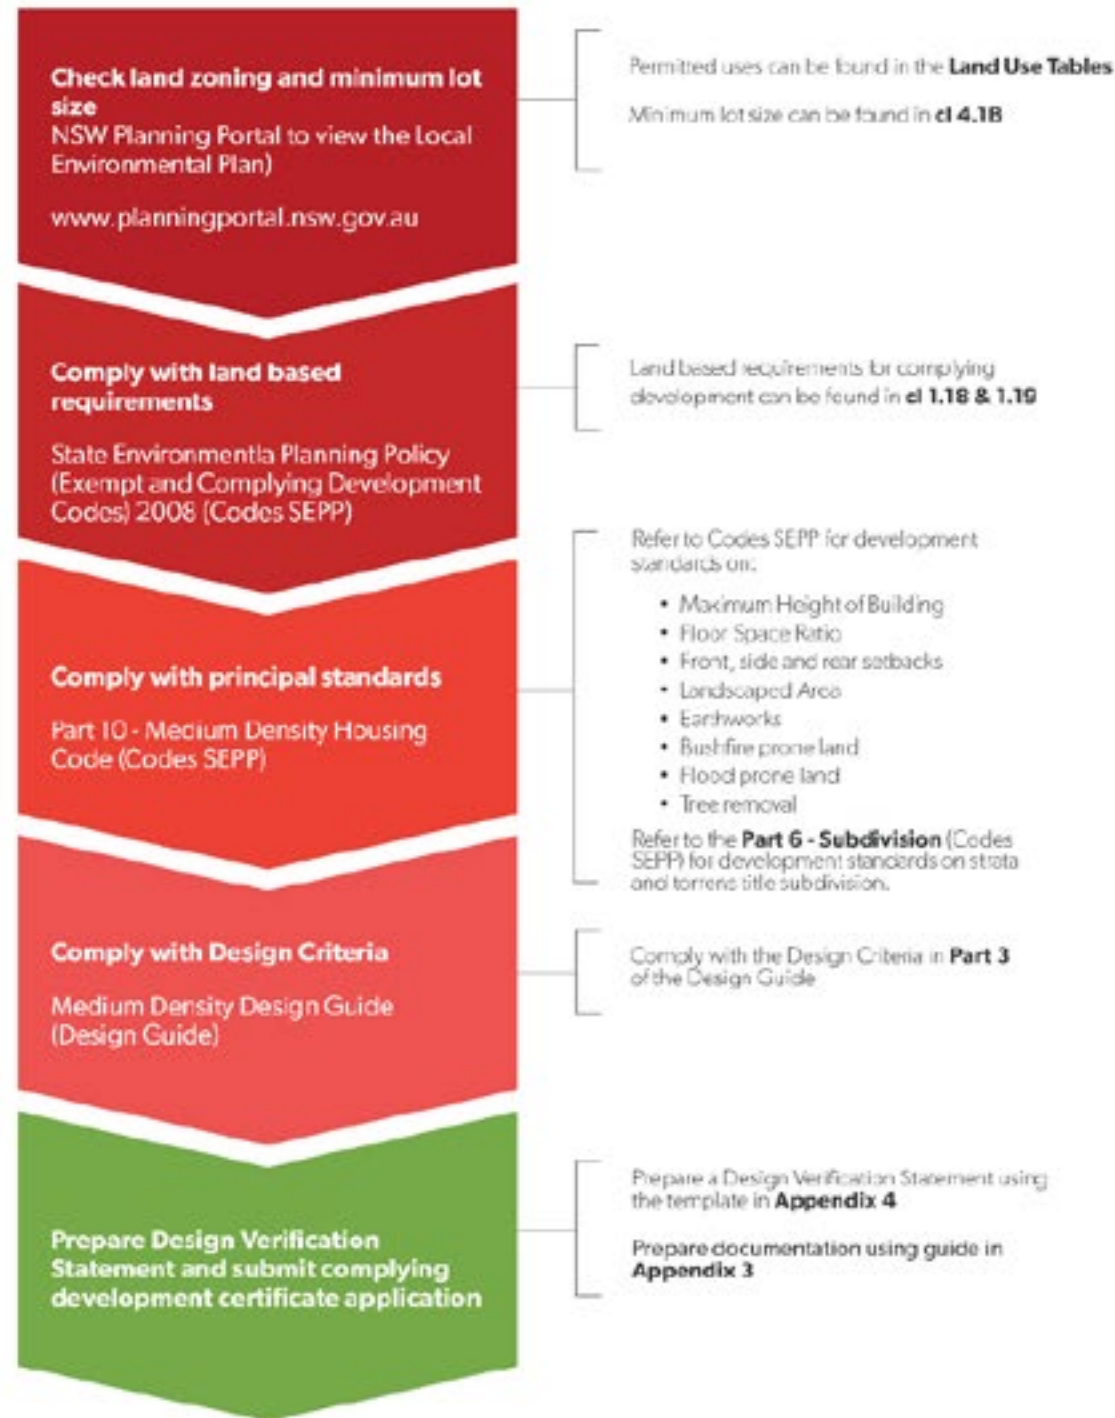 Check land zoning and minimum lot
size
NSW Planning Portal to view the Local
Environmental Plan)
www.planningportal.nsw.gov.au
Permitted uses can be found in the Land Use Tables
Minimum lot size can be found in cl 4.1B
Comply with land based
requirements
State Environmentla Planning Policy
(Exempt and Complying Development
Codes) 2008 (Codes SEPP)
Land based requirements for complying
development can be found in cl 1.18 & 1.19
Comply with principal standards
Part 10 - Medium Density Housing
Code (Codes SEPP)
Refer to Codes SEPP for development
standards on:
• Maximum Height of Building
• Floor Space Ratio
• Front, side and rear setbacks
• Landscaped Area
• Earthworks
• Bushfire prone land
• Flood prone land
• Tree removal
Refer to the Part 6 - Subdivision (Codes
SEPP) for development standards on strata
and torrens title subdivision.
Comply with Design Criteria
Medium Density Design Guide
(Design Guide)
Comply with the Design Criteria in Part 3
of the Design Guide
Prepare Design Verification
Statement and submit complying
development certificate application
Prepare a Design Verification Statement using
the template in Appendix 4
Prepare documentation using guide in
Appendix 3